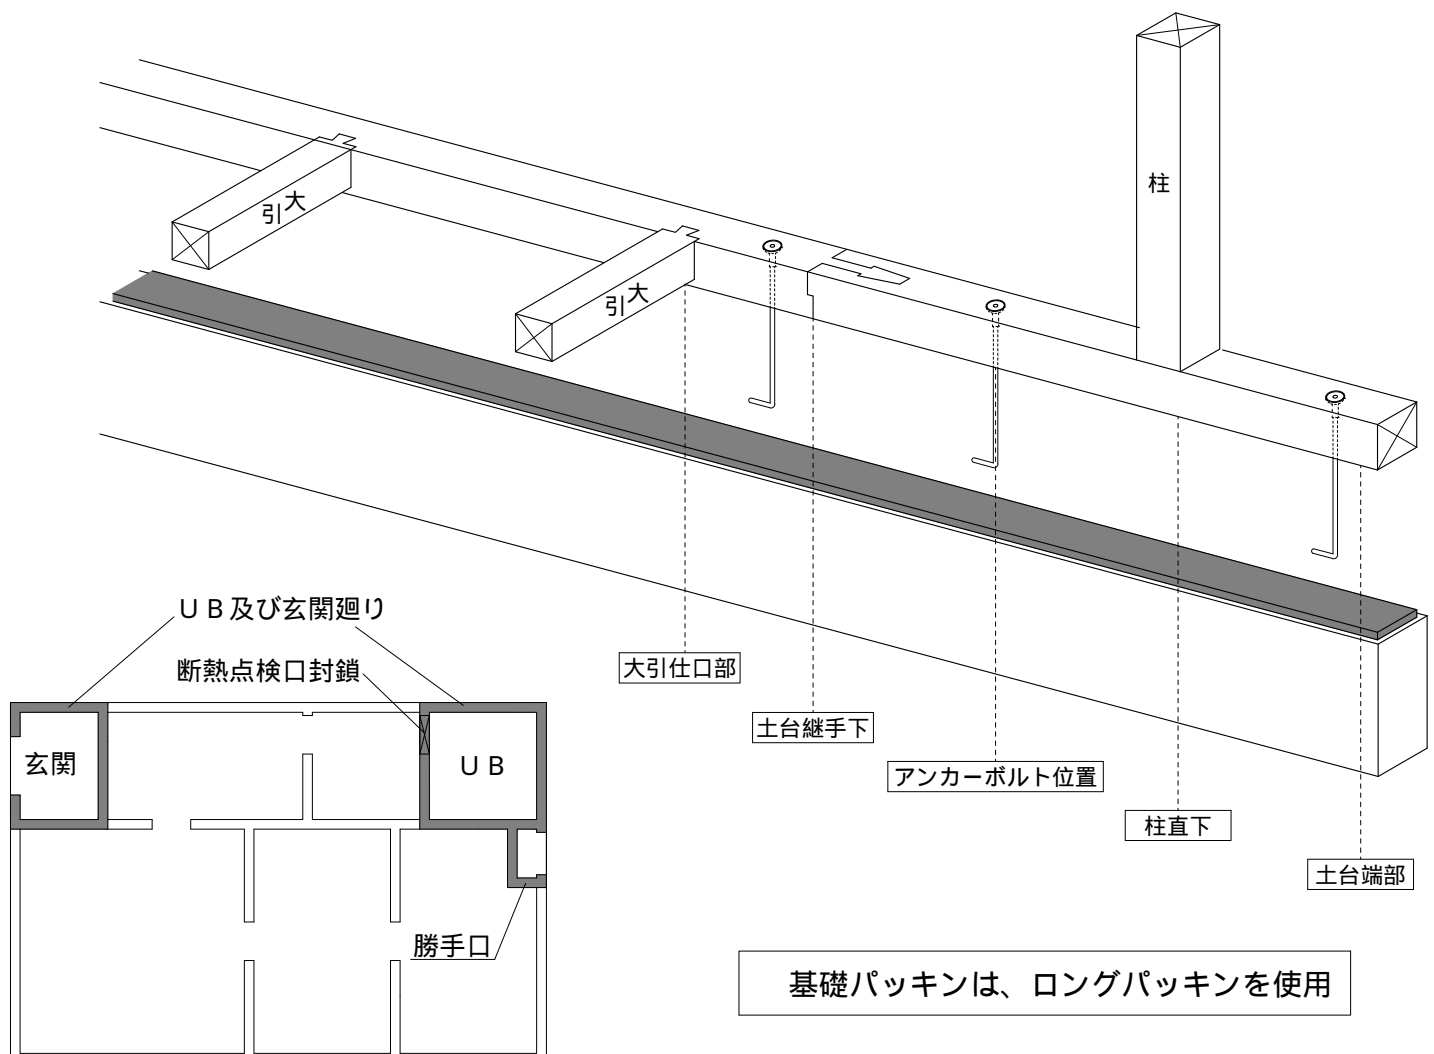 柱
大引
大引
UB及び玄関廻り
断熱点検口封鎖
玄関
UB
勝手口
大引仕口部
土台継手下
アンカーボルト位置
柱直下
土台端部
基礎パッキンは、ロングパッキンを使用